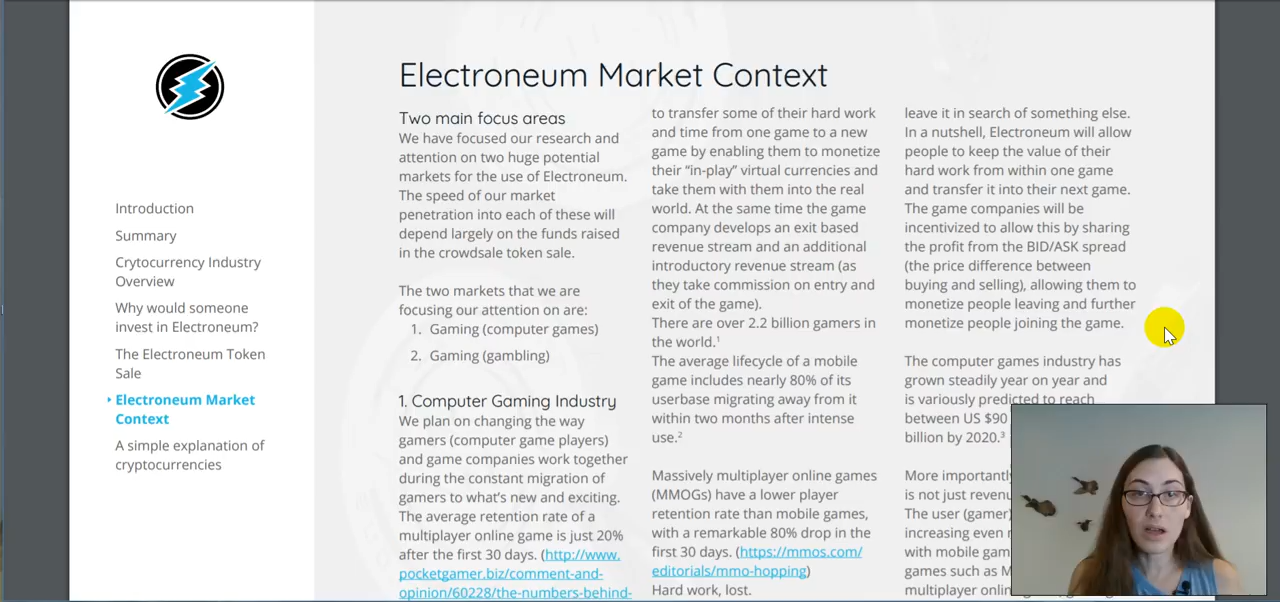 Electroneum Market Context
Introduction
Summary
Crytocurrency Industry
Overview
Why would someone
invest in Electroneum?
The Electroneum Token
Sale
Electroneum Market
Context
A simple explanation of
cryptocurrencies
Two main focus areas
We have focused our research and
attention on two huge potential
markets for the use of Electroneum.
The speed of our market
penetration into each of these will
depend largely on the funds raised
in the crowdsale token sale.
The two markets that we are
focusing our attention on are:
1. Gaming (computer games)
2. Gaming (gambling)
1. Computer Gaming Industry
We plan on changing the way
gamers (computer game players)
and game companies work together
during the constant migration of
gamers to what's new and exciting.
The average retention rate of a
multiplayer online game is just 20%
after the first 30 days. (http://www.
pocketgamer.biz/comment-and-
opinion/60228/the-numbers-behind-
to transfer some of their hard work
and time from one game to a new
game by enabling them to monetize
their "in-play" virtual currencies and
take them with them into the real
world. At the same time the game
company develops an exit based
revenue stream and an additional
introductory revenue stream (as
they take commission on entry and
exit of the game).
There are over 2.2 billion gamers in
the world.¹
The average lifecycle of a mobile
game includes nearly 80% of its
userbase migrating away from it
within two months after intense
use.²
Massively multiplayer online games
(MMOGs) have a lower player
retention rate than mobile games,
with a remarkable 80% drop in the
first 30 days. (https://mmos.com/
editorials/mmo-hopping)
Hard work, lost.
leave it in search of something else.
In a nutshell, Electroneum will allow
people to keep the value of their
hard work from within one game
and transfer it into their next game.
The game companies will be
incentivized to allow this by sharing
the profit from the BID/ASK spread
(the price difference between
buying and selling), allowing them to
monetize people leaving and further
monetize people joining the game.
The computer games industry has
grown steadily year on year and
is variously predicted to reach
between US $90
billion by 2020.³
More importantly
is not just revenu
The user (gamer)
increasing even
with mobile gam
games such as M
multiplayer onlin